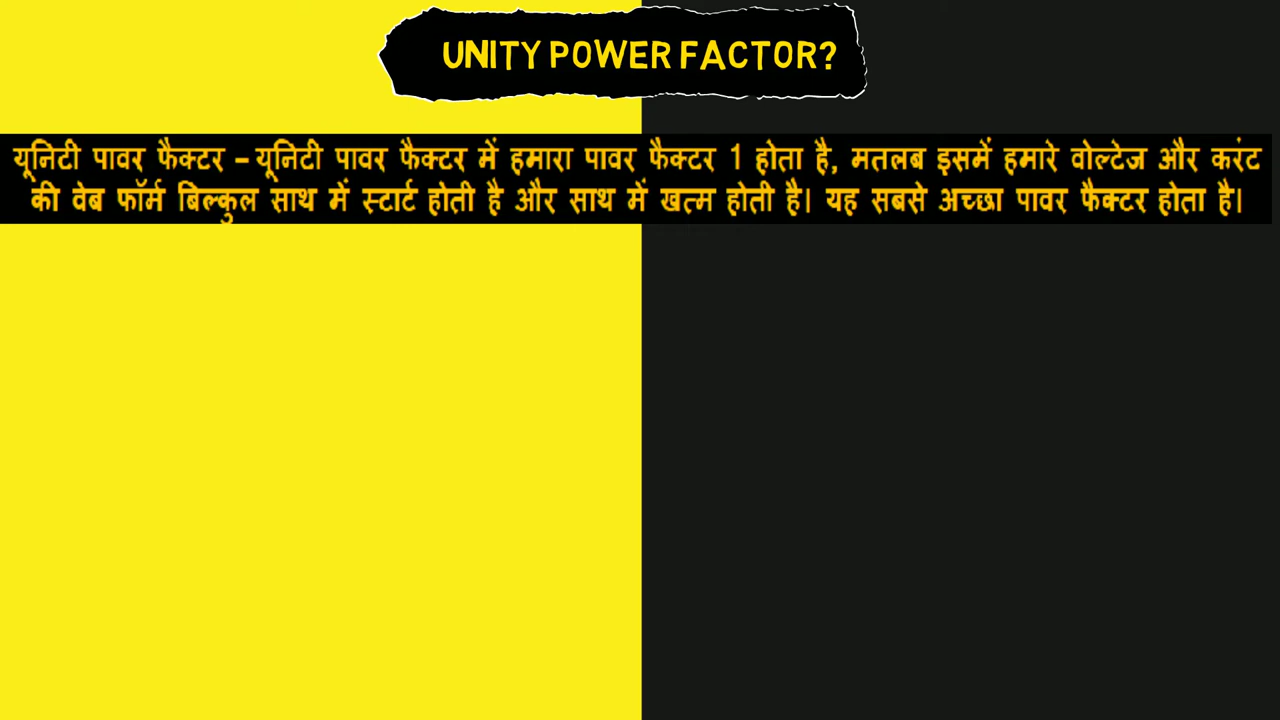 UNITY POWER FACTOR?
यूनिटी पावर फैक्टर – यूनिटी पावर फैक्टर में हमारा पावर फैक्टर 1 होता है, मतलब इसमें हमारे वोल्टेज और करंट
की वेब फॉर्म बिल्कुल साथ में स्टार्ट होती है और साथ में खत्म होती है। यह सबसे अच्छा पावर फैक्टर होता है।